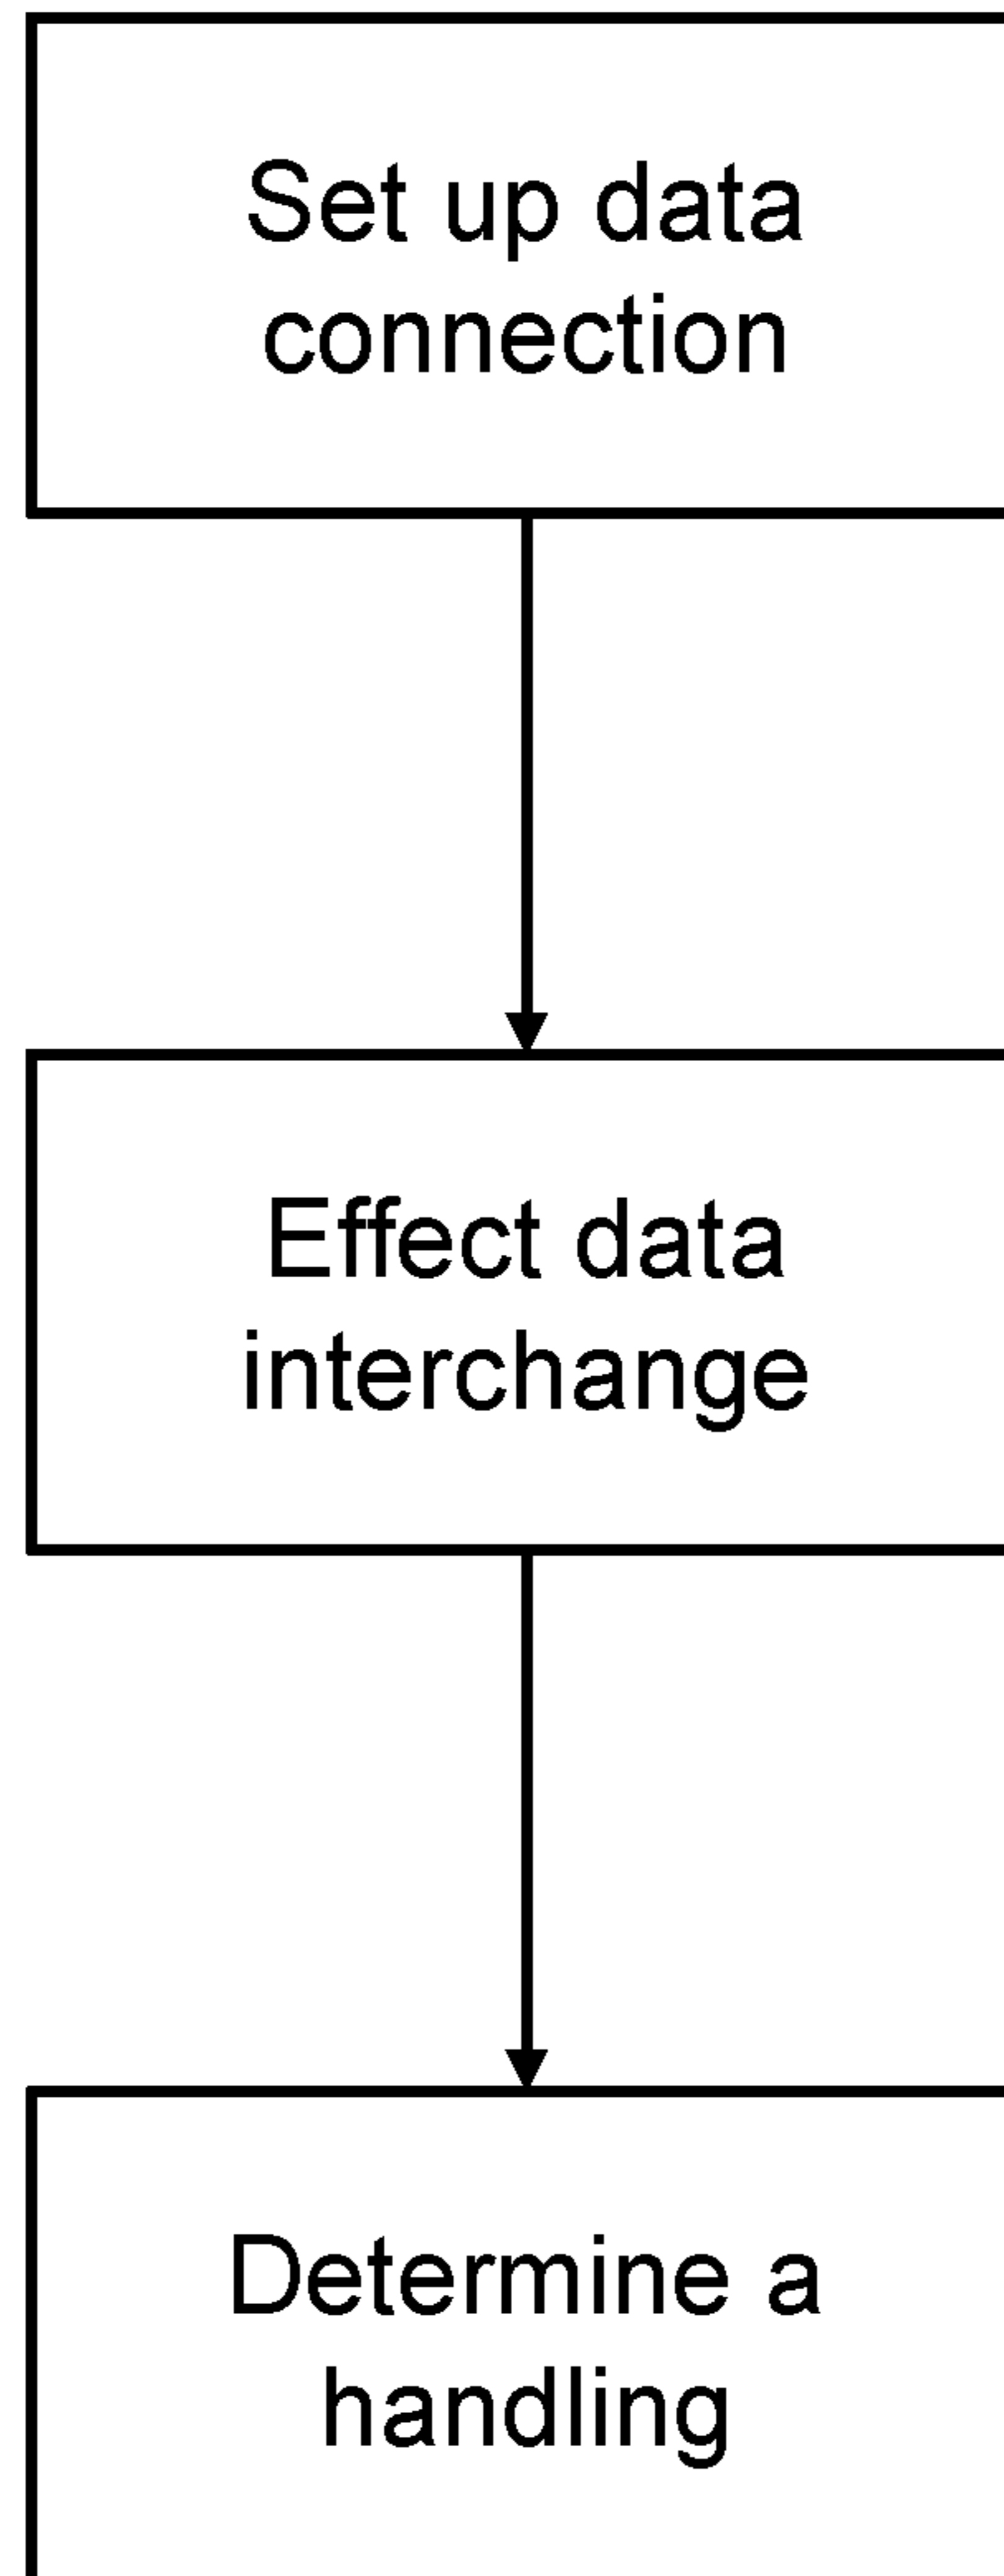 Set up data
connection
Effect data
interchange
Determine a
handling